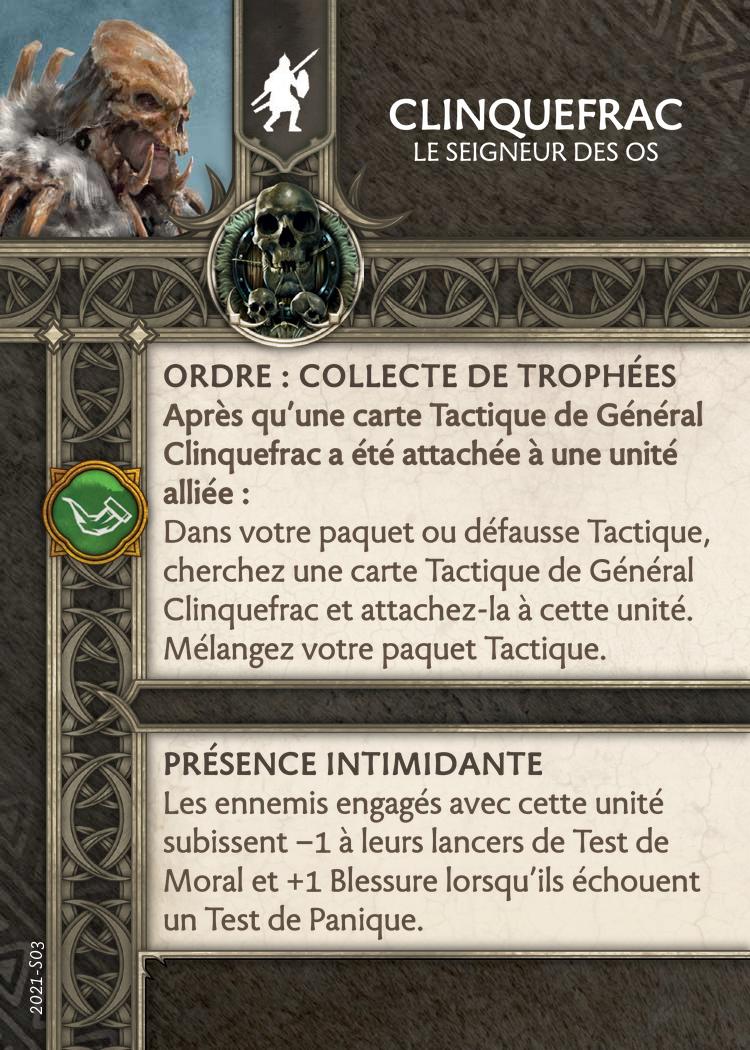 CLINQUEFRAC
LE SEIGNEUR DES OS
ORDRE : COLLECTE DE TROPHÉES
Après qu'une carte Tactique de Général
Clinquefrac a été attachée à une unité
alliée :
Dans votre paquet ou défausse Tactique,
cherchez une carte Tactique de Général
Clinquefrac et attachez-la à cette unité.
Mélangez votre paquet Tactique.
PRÉSENCE INTIMIDANTE
Les ennemis engagés avec cette unité
subissent −1 à leurs lancers de Test de
Moral et +1 Blessure lorsqu'ils échouent
un Test de Panique.
2021-S03